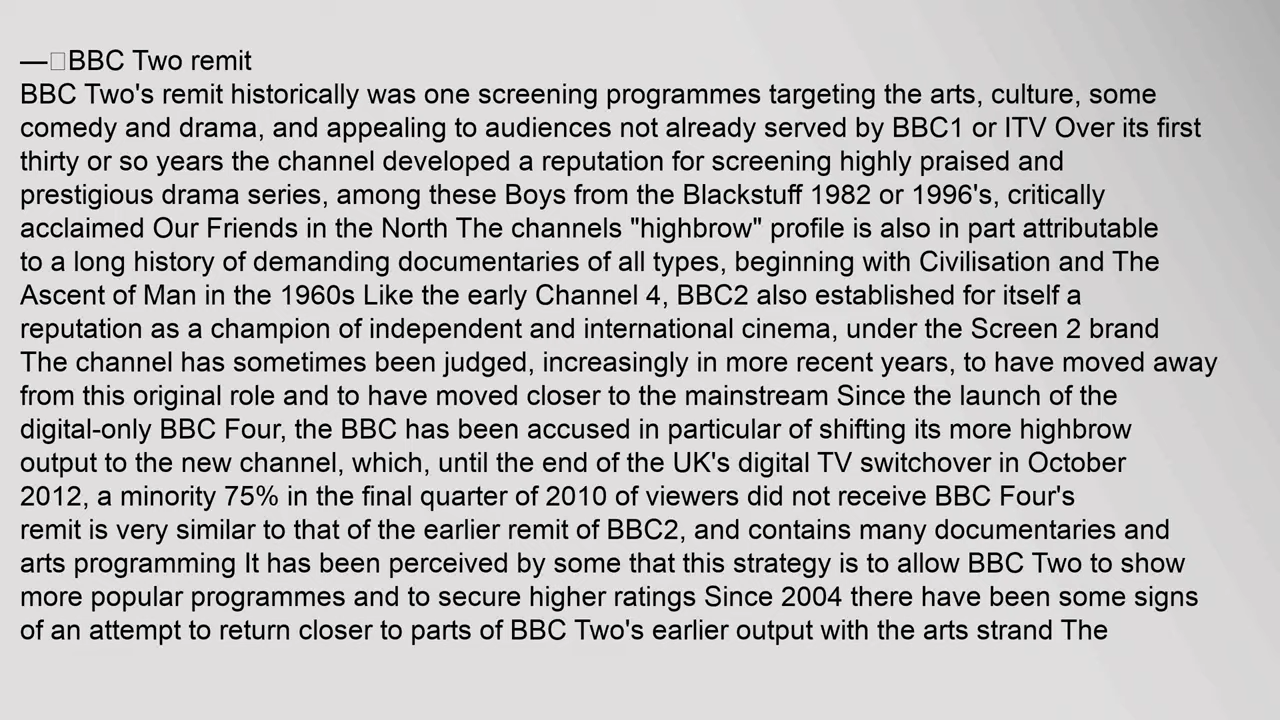 —□BBC Two remit
BBC Two's remit historically was one screening programmes targeting the arts, culture, some
comedy and drama, and appealing to audiences not already served by BBC1 or ITV Over its first
thirty or so years the channel developed a reputation for screening highly praised and
prestigious drama series, among these Boys from the Blackstuff 1982 or 1996's, critically
acclaimed Our Friends in the North The channels "highbrow" profile is also in part attributable
to a long history of demanding documentaries of all types, beginning with Civilisation and The
Ascent of Man in the 1960s Like the early Channel 4, BBC2 also established for itself a
reputation as a champion of independent and international cinema, under the Screen 2 brand
The channel has sometimes been judged, increasingly in more recent years, to have moved away
from this original role and to have moved closer to the mainstream Since the launch of the
digital-only BBC Four, the BBC has been accused in particular of shifting its more highbrow
output to the new channel, which, until the end of the UK's digital TV switchover in October
2012, a minority 75% in the final quarter of 2010 of viewers did not receive BBC Four's
remit is very similar to that of the earlier remit of BBC2, and contains many documentaries and
arts programming It has been perceived by some that this strategy is to allow BBC Two to show
more popular programmes and to secure higher ratings Since 2004 there have been some signs
of an attempt to return closer to parts of BBC Two's earlier output with the arts strand The